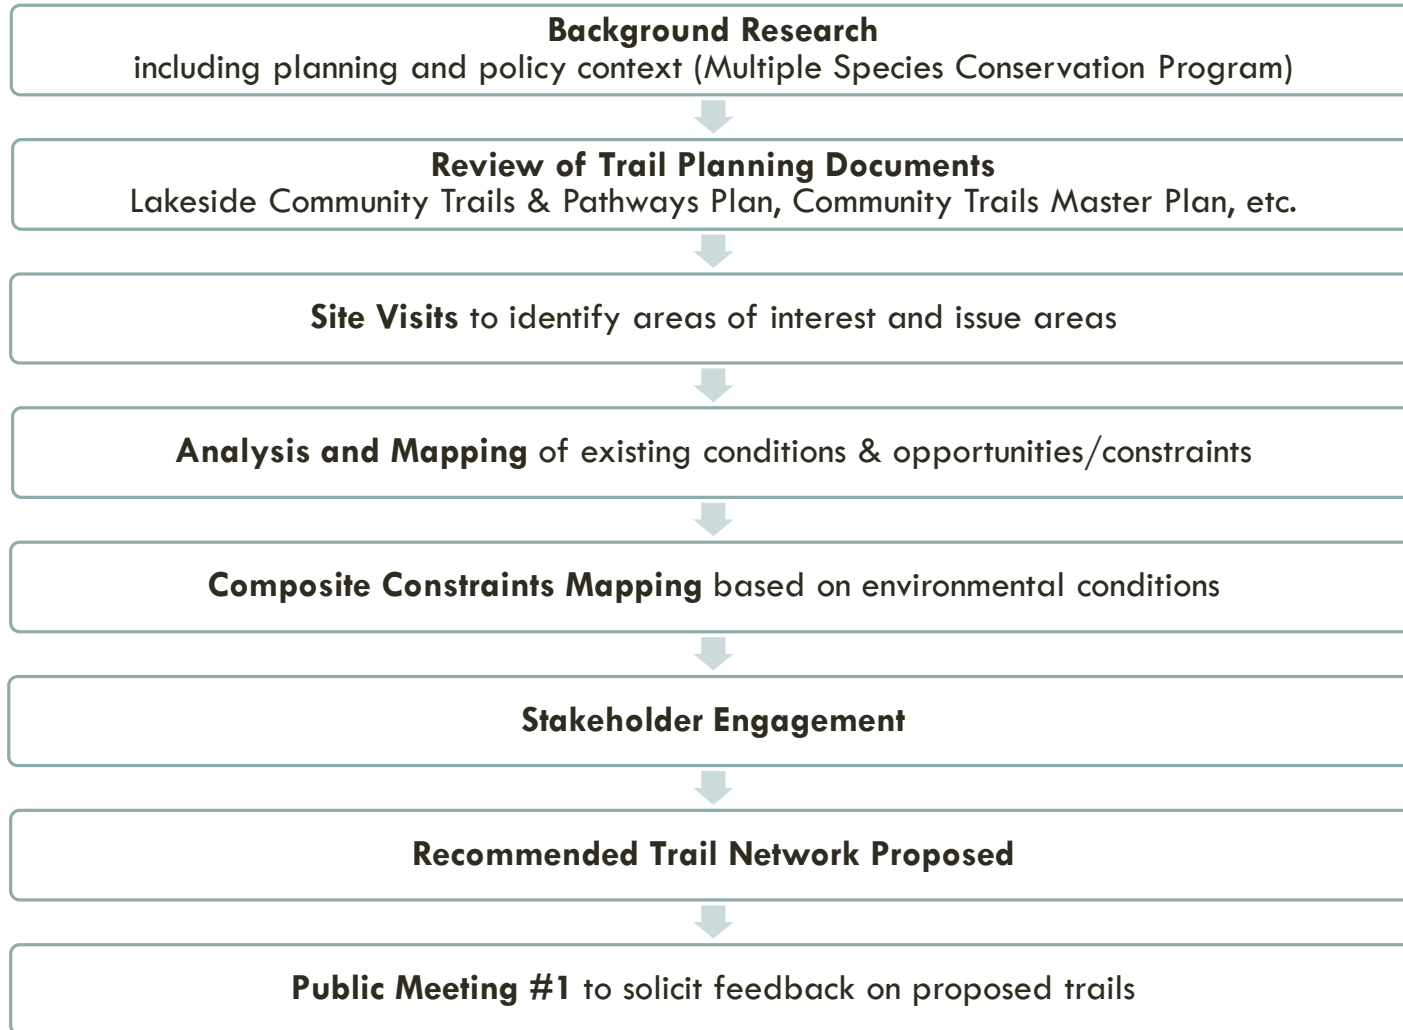 Background Research
including planning and policy context (Multiple Species Conservation Program)
Review of Trail Planning Documents
Lakeside Community Trails & Pathways Plan, Community Trails Master Plan, etc.
Site Visits to identify areas of interest and issue areas
Analysis and Mapping of existing conditions & opportunities/constraints
Composite Constraints Mapping based on environmental conditions
Stakeholder Engagement
Recommended Trail Network Proposed
Public Meeting #1 to solicit feedback on proposed trails